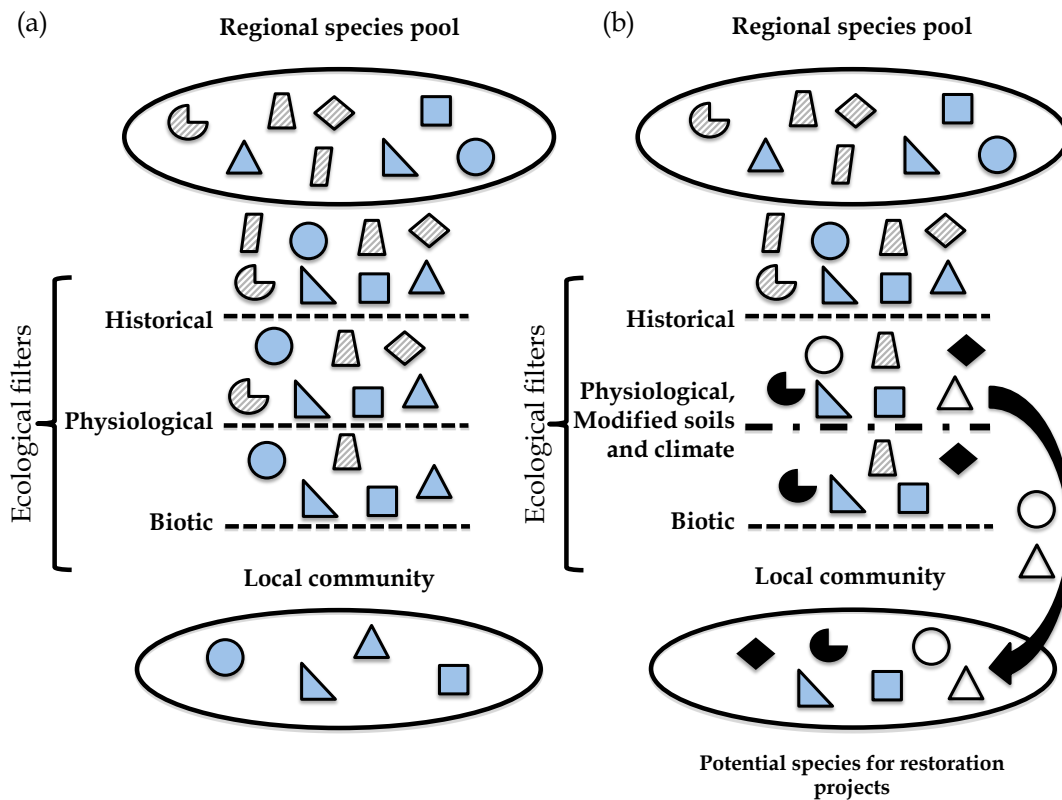 (a)
Regional species pool
Ecological filters
Historical
Physiological
Biotic
Local community
(b)
Regional species pool
Ecological filters
Historical
Physiological,
Modified soils
and climate
Biotic
Local community
Potential species for restoration
projects